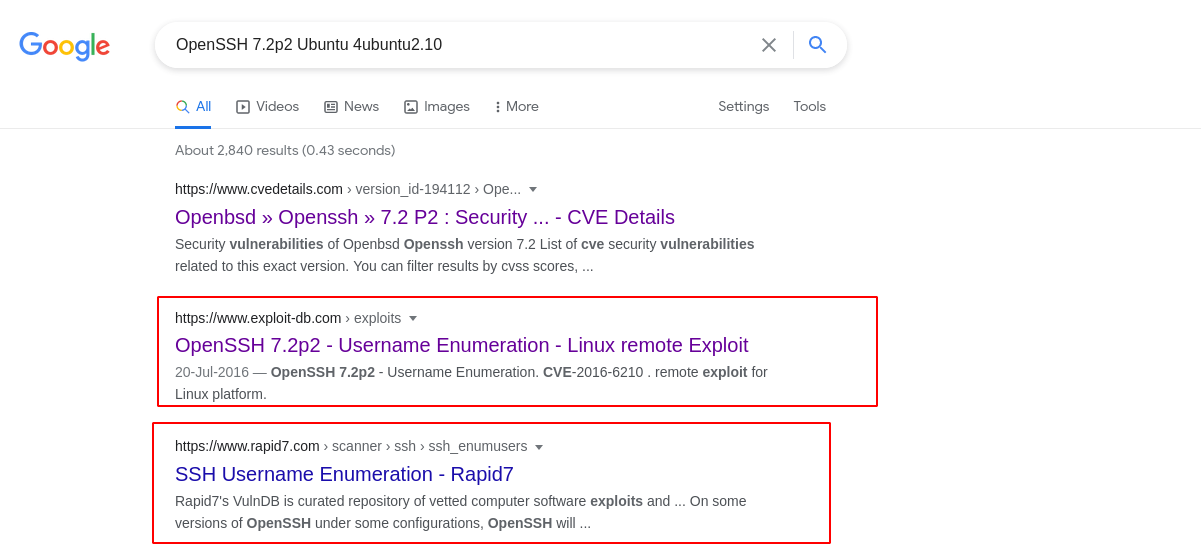 Google
OpenSSH 7.2p2 Ubuntu 4ubuntu2.10
All Videos News Images More Settings Tools
About 2,840 results (0.43 seconds)
https://www.cvedetails.com › version_id-194112 › Ope...
Openbsd » Openssh » 7.2 P2 : Security ... - CVE Details
Security vulnerabilities of Openbsd Openssh version 7.2 List of cve security vulnerabilities
related to this exact version. You can filter results by cvss scores, ...
https://www.exploit-db.com › exploits
OpenSSH 7.2p2 - Username Enumeration - Linux remote Exploit
20-Jul-2016 — OpenSSH 7.2p2 - Username Enumeration. CVE-2016-6210 . remote exploit for
Linux platform.
https://www.rapid7.com › scanner › ssh › ssh_enumusers
SSH Username Enumeration - Rapid7
Rapid7's VulnDB is curated repository of vetted computer software exploits and ... On some
versions of OpenSSH under some configurations, OpenSSH will ...